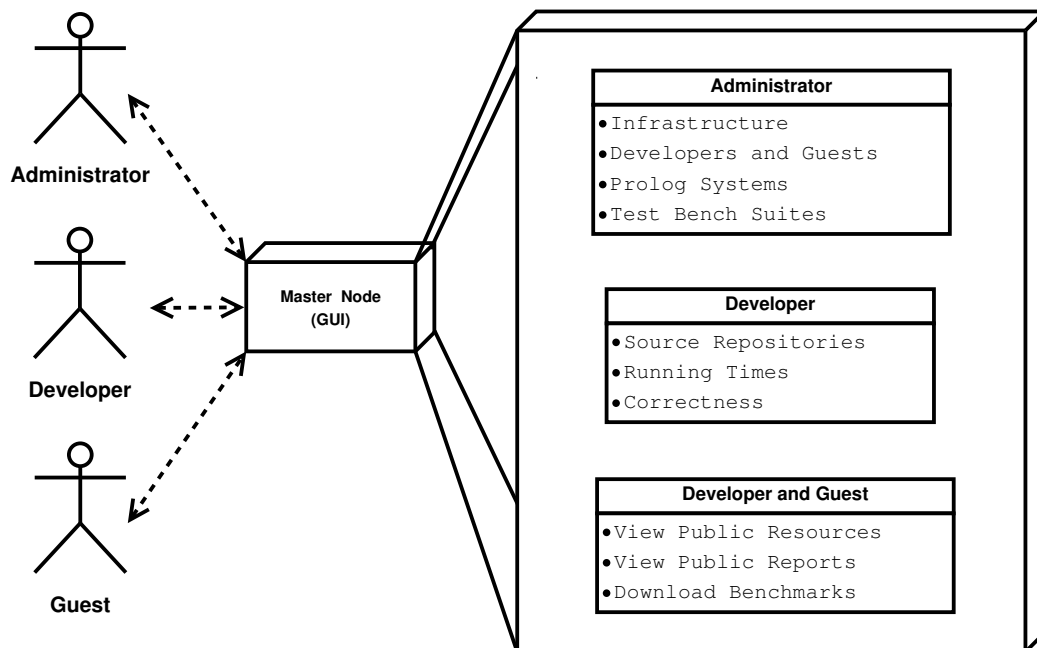 Administrator
Developer
Guest
Master Node
(GUI)
Administrator
•Infrastructure
•Developers and Guests
•Prolog Systems
•Test Bench Suites
Developer
•Source Repositories
•Running Times
•Correctness
Developer and Guest
•View Public Resources
•View Public Reports
•Download Benchmarks